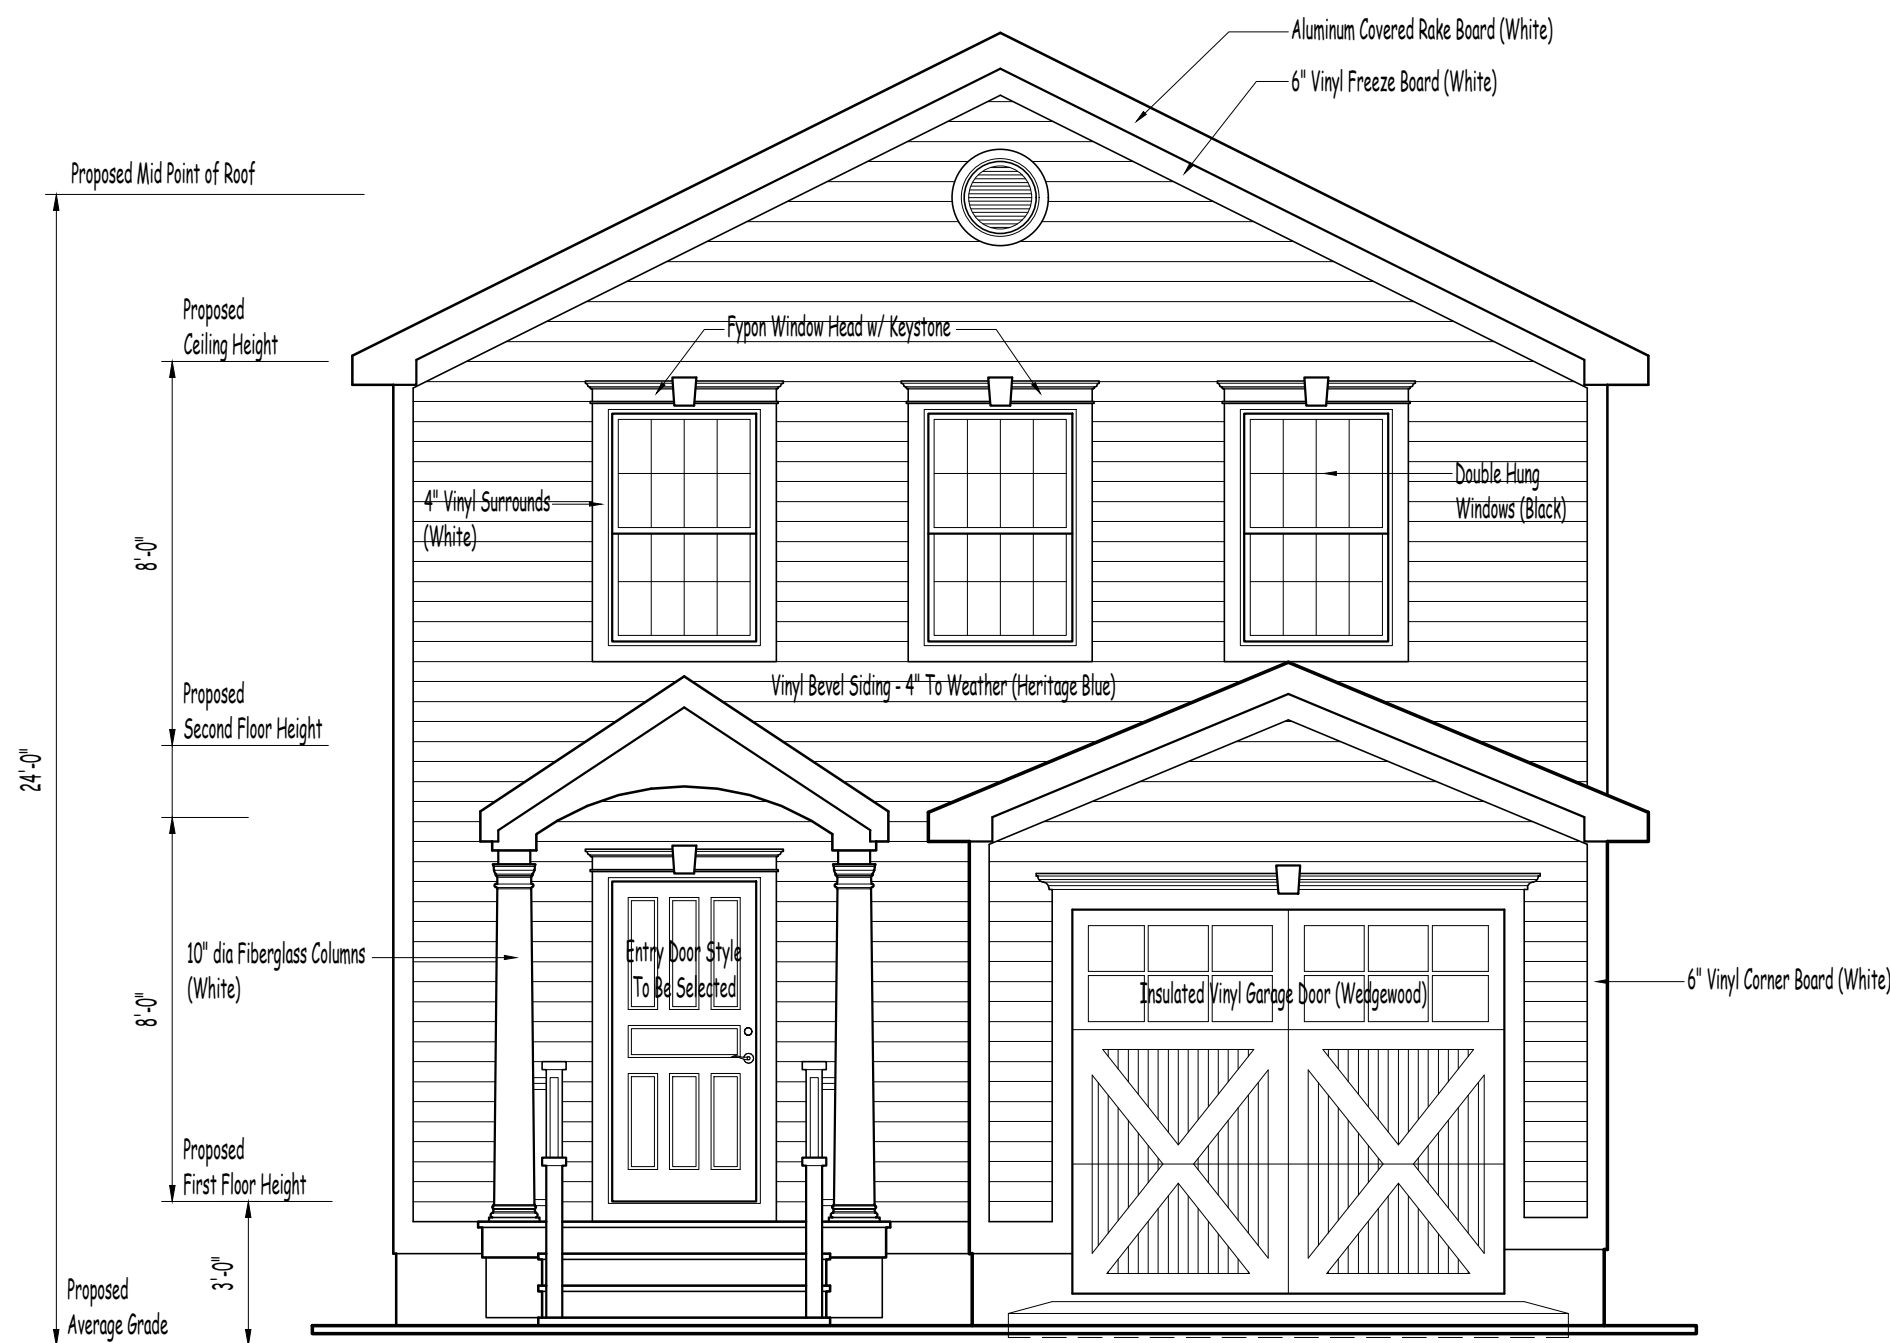 Aluminum Covered Rake Board (White)
6" Vinyl Freeze Board (White)
Proposed Mid Point of Roof
Proposed
Ceiling Height
Fypon Window Head w/ Keystone
4" Vinyl Surrounds
(White)
Double Hung
Windows (Black)
8'-0"
Vinyl Bevel Siding - 4" To Weather (Heritage Blue)
Proposed
Second Floor Height
24'-0"
10" dia Fiberglass Columns
(White)
Entry Door Style
To Be Selected
Insulated Vinyl Garage Door (Wedgewood)
6" Vinyl Corner Board (White)
8'-0"
Proposed
First Floor Height
3'-0"
Proposed
Average Grade